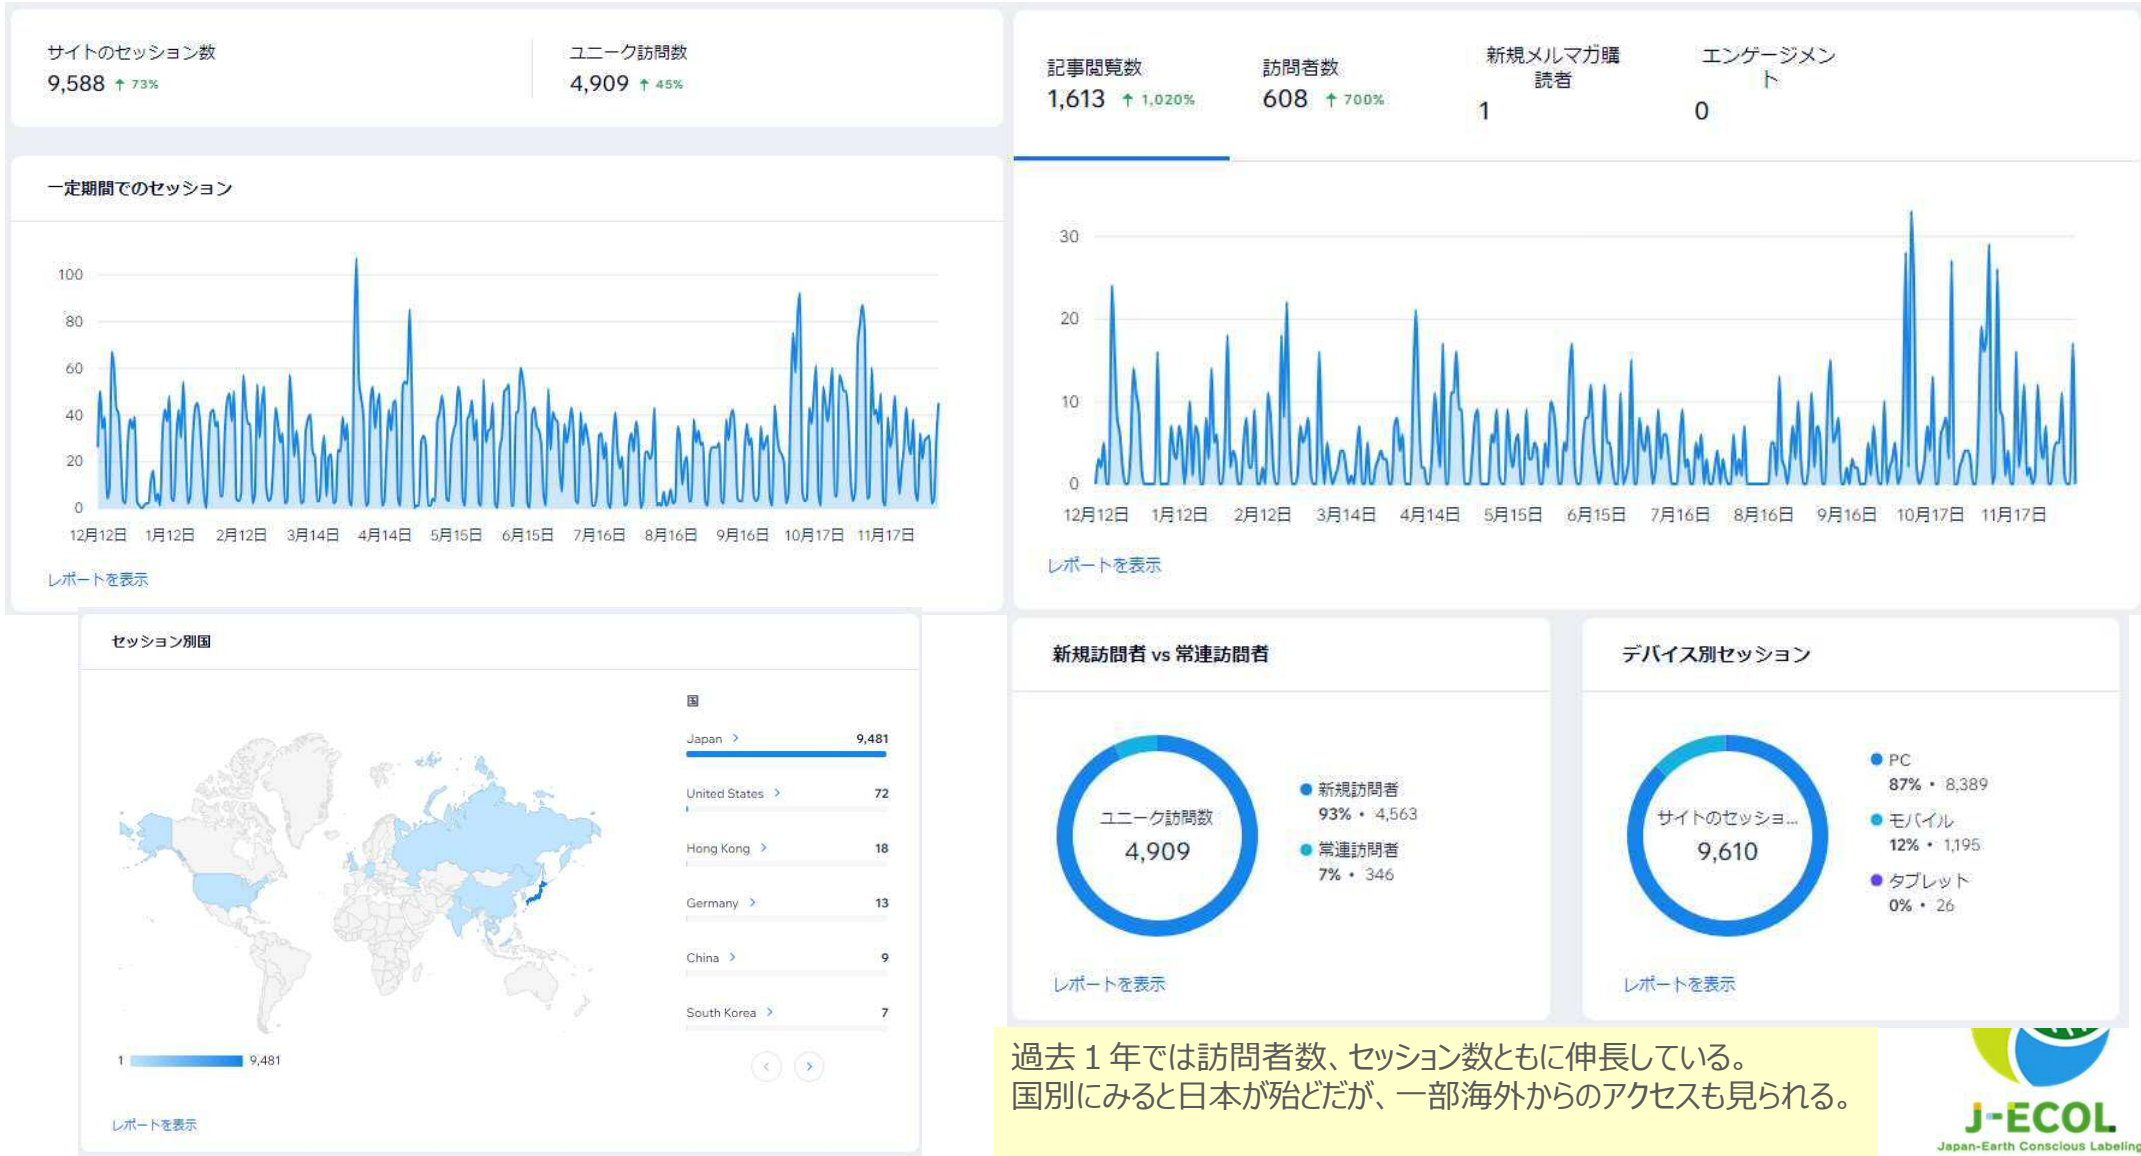 サイトのセッション数
9,588 ↑ 73%
ユニーク訪問数
4,909 ↑ 45%
一定期間でのセッション
100
80
60
40
20
0
12月12日 1月12日 2月12日 3月14日 4月14日 5月15日 6月15日 7月16日 8月16日 9月16日 10月17日 11月17日
レポートを表示
記事閲覧数
1,613 ↑ 1,020%
訪問者数
608 ↑ 700%
新規メルマガ購
読者
1
エンゲージメン
ト
0
30
20
10
0
12月12日 1月12日 2月12日 3月14日 4月14日 5月15日 6月15日 7月16日 8月16日 9月16日 10月17日 11月17日
レポートを表示
セッション別国
国
Japan > 9,481
United States > 72
Hong Kong > 18
Germany > 13
China > 9
South Korea > 7
1 9,481
レポートを表示
新規訪問者 vs 常連訪問者
ユニーク訪問数
4,909
新規訪問者
93% • 4,563
常連訪問者
7% • 346
レポートを表示
デバイス別セッション
サイトのセッショ...
9,610
PC
87% • 8,389
モバイル
12% • 1,195
タブレット
0% • 26
レポートを表示
過去1年では訪問者数、セッション数ともに伸長している。
国別にみると日本が殆どだが、一部海外からのアクセスも見られる。
J-ECOL
Japan-Earth Conscious Labeling